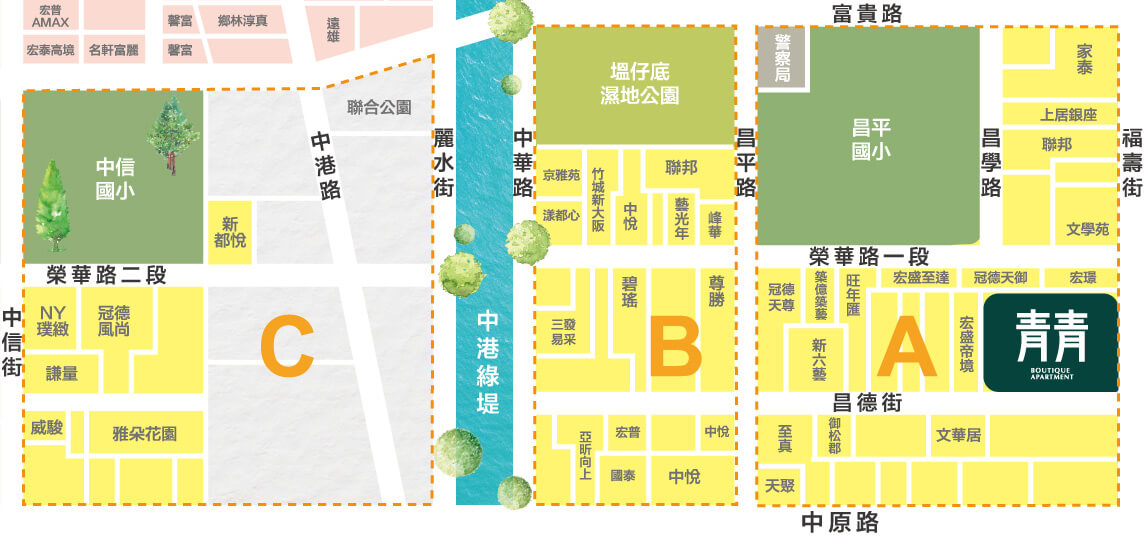 宏普
AMAX
馨富
鄉林淳真
遠雄
宏泰高境
名軒富麗
馨富
聯合公園
中信
國小
中港路
麗水街
新
都悅
榮華路二段
中信街
NY
璞緻
冠德
風尚
謙量
C
威駿
雅朵花園
中港綠堤
中華路
塭仔底
濕地公園
昌平路
京雅苑
竹城新大阪
聯邦
漾都心
中悅
藝光年
峰華
碧瑤
尊勝
三發
易采
B
亞昕向上
宏普
中悅
國泰
中悅
富貴路
警察局
昌平
國小
昌學路
家泰
上居銀座
聯邦
福壽街
文學苑
榮華路一段
冠德
天尊
築億築藝
旺年匯
宏盛至達
冠德天御
宏璟
新六藝
A
宏盛帝境
青青
BOUTIQUE
APARTMENT
昌德街
至真
御松郡
文華居
天聚
中原路